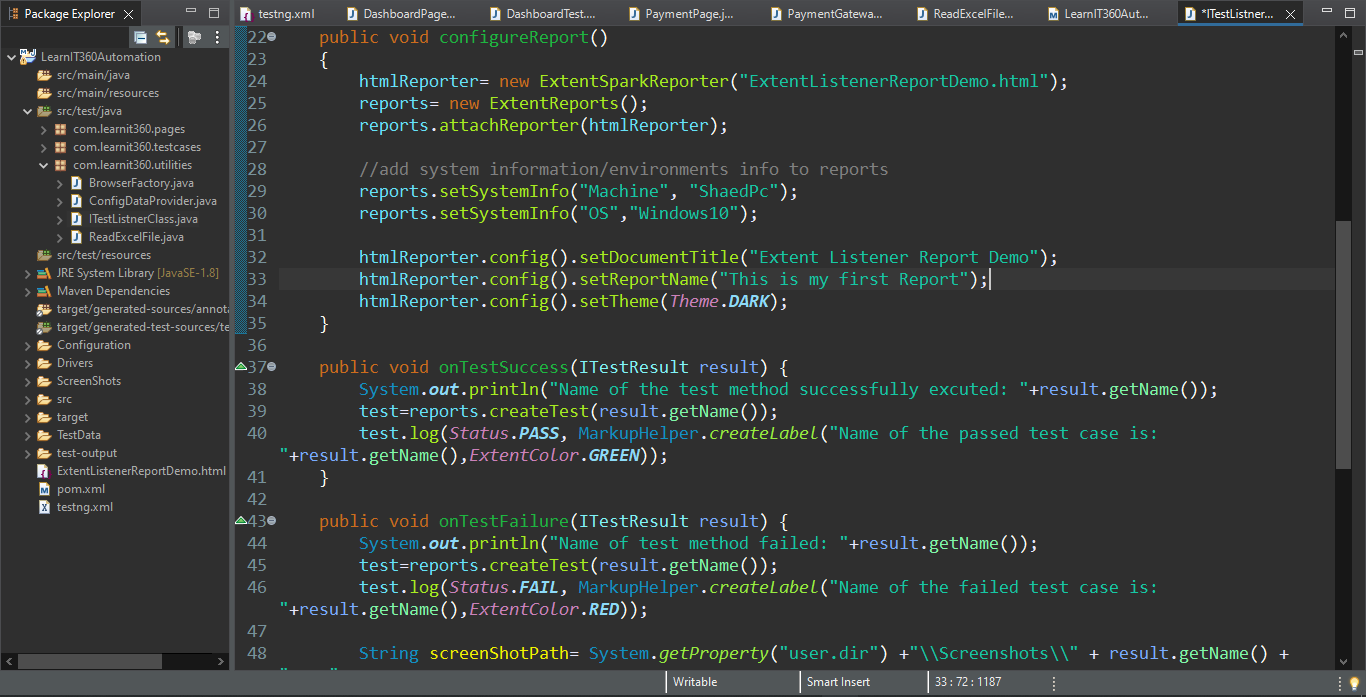 Package Explorer
testng.xml
DashboardPage...
DashboardTest....
PaymentPage.j...
PaymentGatewa...
ReadExcelFile...
LearnIT360Aut...
*ITestListner...
LearnIT360Automation
src/main/java
src/main/resources
src/test/java
com.learnit360.pages
com.learnit360.testcases
com.learnit360.utilities
BrowserFactory.java
ConfigDataProvider.java
ITestListnerClass.java
ReadExcelFile.java
src/test/resources
JRE System Library [JavaSE-1.8]
Maven Dependencies
target/generated-sources/annota
target/generated-test-sources/te
Configuration
Drivers
ScreenShots
src
target
TestData
test-output
ExtentListenerReportDemo.html
pom.xml
testng.xml
22 public void configureReport()
23 {
24 htmlReporter= new ExtentSparkReporter("ExtentListenerReportDemo.html");
25 reports= new ExtentReports();
26 reports.attachReporter(htmlReporter);
27
28 //add system information/environments info to reports
29 reports.setSystemInfo("Machine", "ShaedPc");
30 reports.setSystemInfo("OS","Windows10");
31
32 htmlReporter.config().setDocumentTitle("Extent Listener Report Demo");
33 htmlReporter.config().setReportName("This is my first Report");
34 htmlReporter.config().setTheme(Theme.DARK);
35 }
36
37 public void onTestSuccess(ITestResult result) {
38 System.out.println("Name of the test method successfully excuted: "+result.getName());
39 test=reports.createTest(result.getName());
40 test.log(Status.PASS, MarkupHelper.createLabel("Name of the passed test case is:
"+result.getName(),ExtentColor.GREEN));
41 }
42
43 public void onTestFailure(ITestResult result) {
44 System.out.println("Name of test method failed: "+result.getName());
45 test=reports.createTest(result.getName());
46 test.log(Status.FAIL, MarkupHelper.createLabel("Name of the failed test case is:
"+result.getName(),ExtentColor.RED));
47
48 String screenShotPath= System.getProperty("user.dir") +"\\Screenshots\\" + result.getName() +
Writable
Smart Insert
33 : 72 : 1187